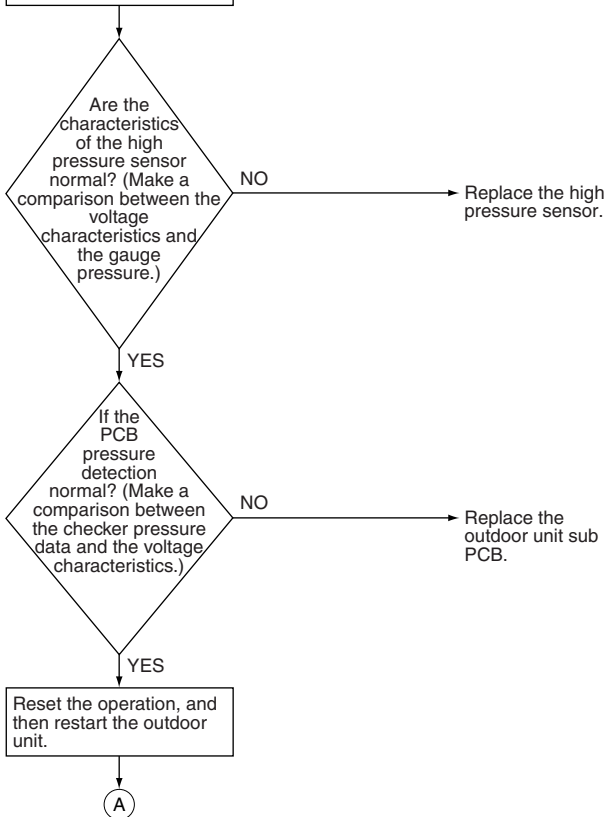 Are the
characteristics
of the high
pressure sensor
normal? (Make a
comparison between the
voltage
characteristics and
the gauge
pressure.)
NO
Replace the high
pressure sensor.
YES
If the
PCB
pressure
detection
normal? (Make a
comparison between
the checker pressure
data and the voltage
characteristics.)
NO
Replace the
outdoor unit sub
PCB.
YES
Reset the operation, and
then restart the outdoor
unit.
A